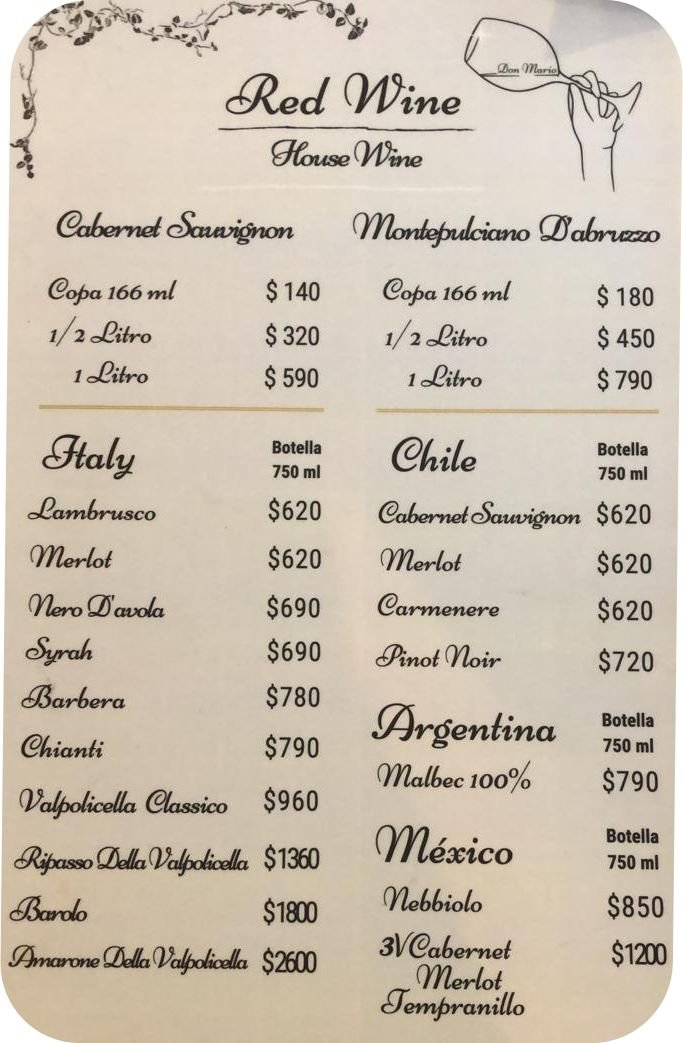 Don Mario
Red Wine
House Wine
Cabernet Sauvignon
Copa 166 ml $ 140
1/2 Litro $ 320
1 Litro $ 590
Montepulciano D'abruzzo
Copa 166 ml $ 180
1/2 Litro $ 450
1 Litro $ 790
Italy Botella
750 ml
Lambrusco $620
Merlot $620
Nero D'avola $690
Syrah $690
Barbera $780
Chianti $790
Valpolicella Classico $960
Ripasso Della Valpolicella $1360
Barolo $1800
Amarone Della Valpolicella $2600
Chile Botella
750 ml
Cabernet Sauvignon $620
Merlot $620
Carmenere $620
Pinot Noir $720
Argentina Botella
750 ml
Malbec 100% $790
México Botella
750 ml
Nebbiolo $850
3V Cabernet $1200
Merlot
Tempranillo